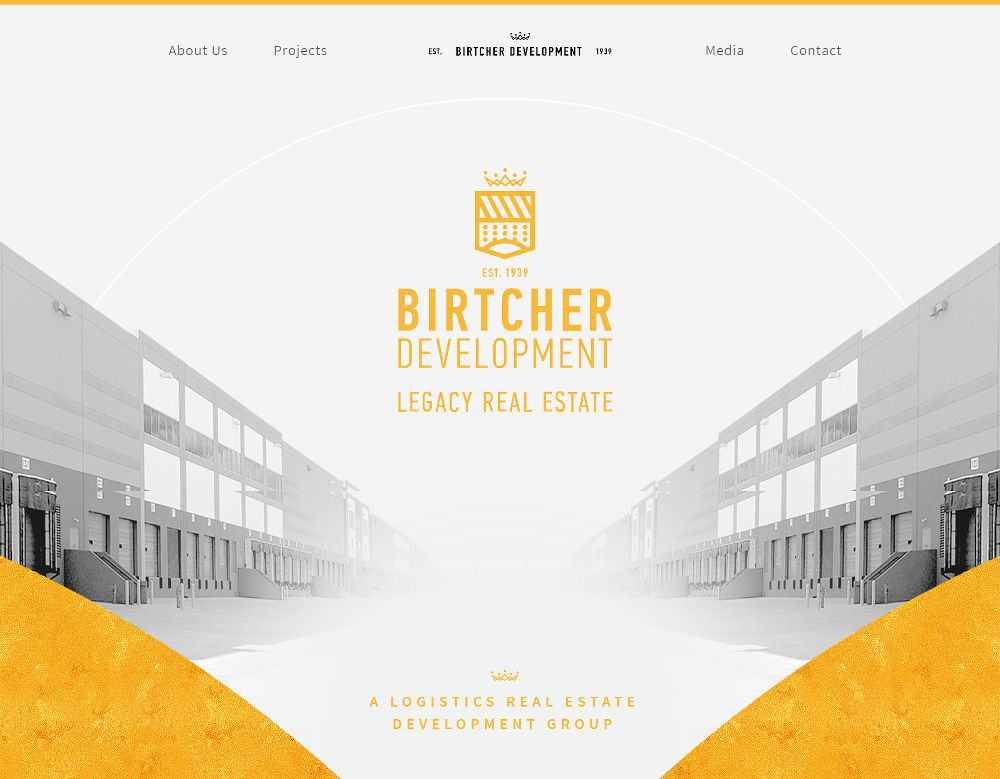 About Us
Projects
EST. BIRTCHER DEVELOPMENT 1939
Media
Contact
EST. 1939
BIRTCHER
DEVELOPMENT
LEGACY REAL ESTATE
A LOGISTICS REAL ESTATE
DEVELOPMENT GROUP